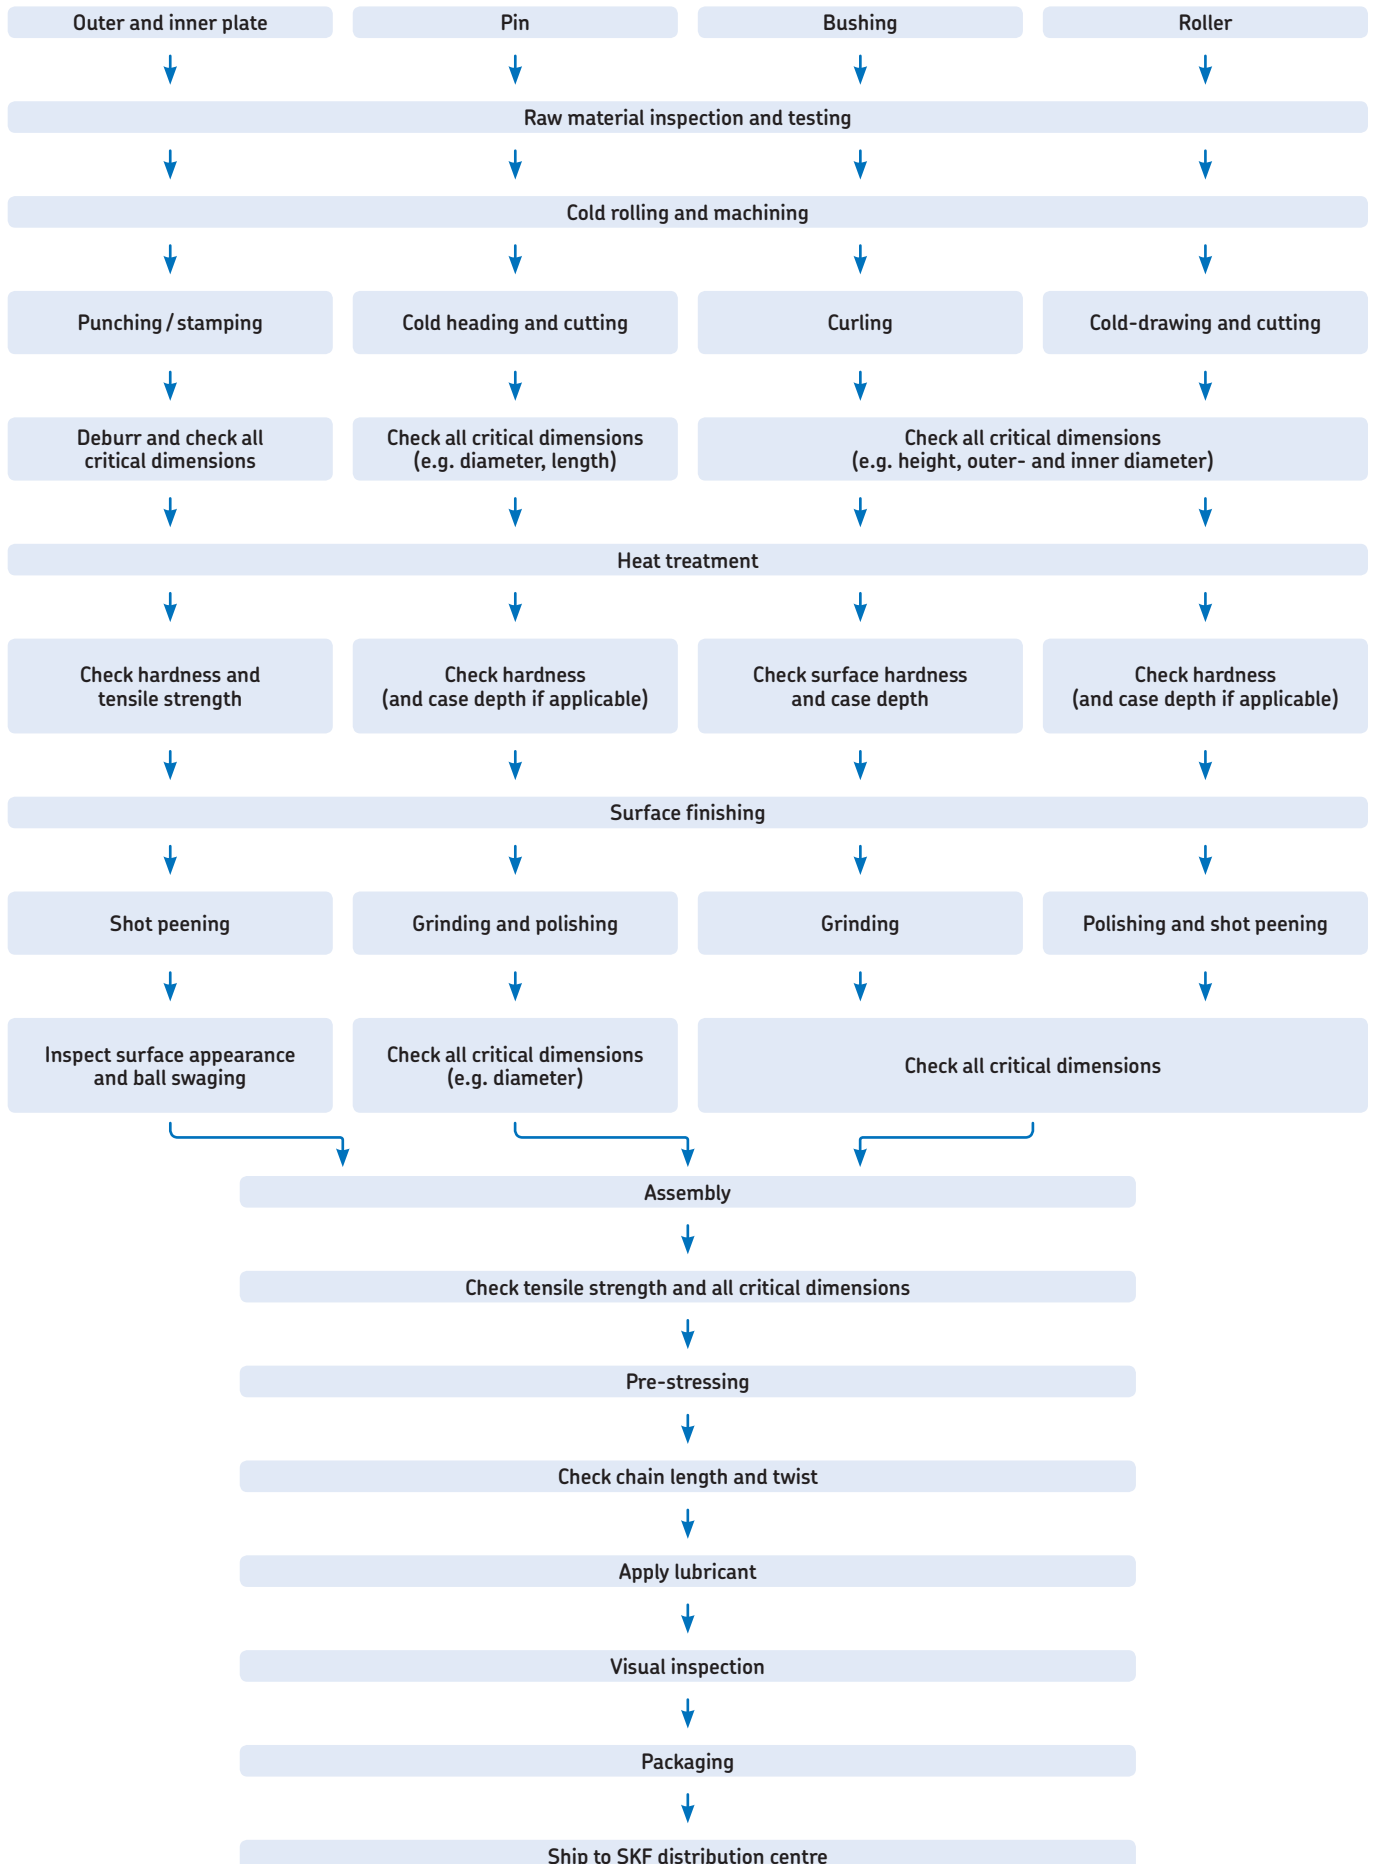 Outer and inner plate
Pin
Bushing
Roller
Raw material inspection and testing
Cold rolling and machining
Punching / stamping
Cold heading and cutting
Curling
Cold-drawing and cutting
Deburr and check all
critical dimensions
Check all critical dimensions
(e.g. diameter, length)
Check all critical dimensions
(e.g. height, outer- and inner diameter)
Heat treatment
Check hardness and
tensile strength
Check hardness
(and case depth if applicable)
Check surface hardness
and case depth
Check hardness
(and case depth if applicable)
Surface finishing
Shot peening
Grinding and polishing
Grinding
Polishing and shot peening
Inspect surface appearance
and ball swaging
Check all critical dimensions
(e.g. diameter)
Check all critical dimensions
Assembly
Check tensile strength and all critical dimensions
Pre-stressing
Check chain length and twist
Apply lubricant
Visual inspection
Packaging
Ship to SKF distribution centre